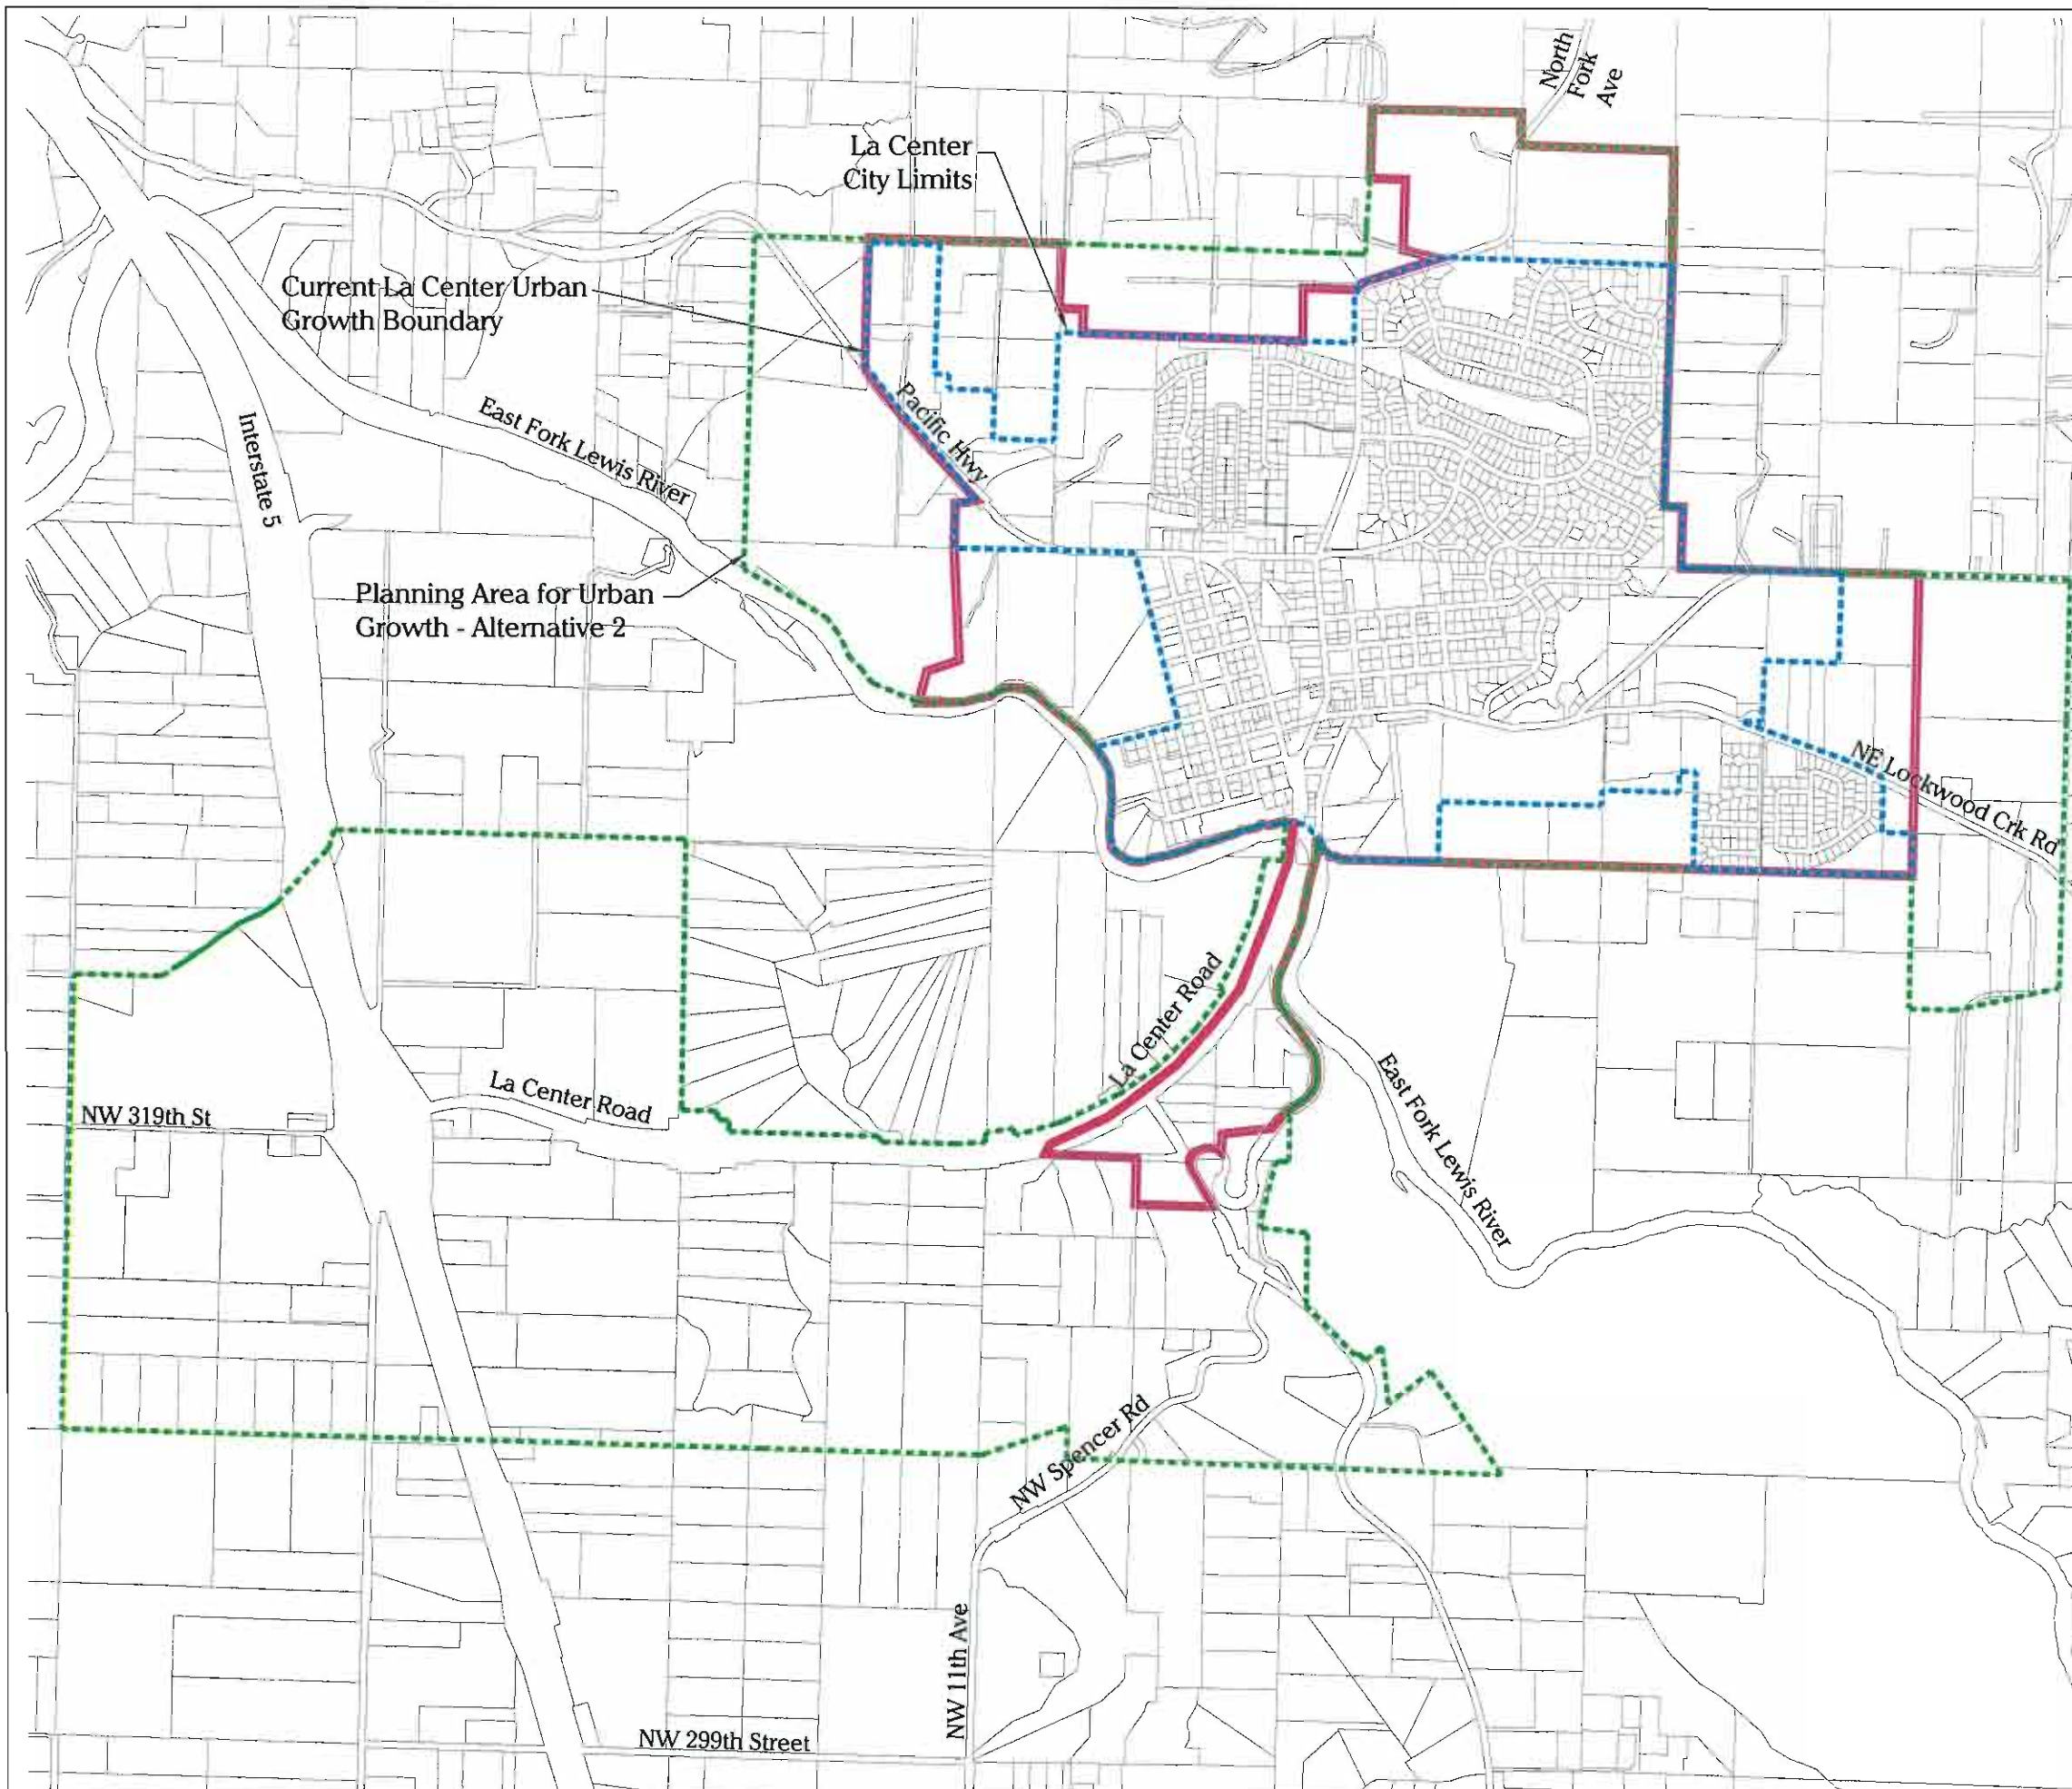 North
Fork
Ave
La Center
City Limits
Current La Center Urban
Growth Boundary
Pacific Hwy
East Fork Lewis River
Interstate 5
Planning Area for Urban
Growth - Alternative 2
NE Lockwood Crk Rd
La Center Road
East Fork Lewis River
La Center Road
NW 319th St
NW Spencer Rd
NW 11th Ave
NW 299th Street